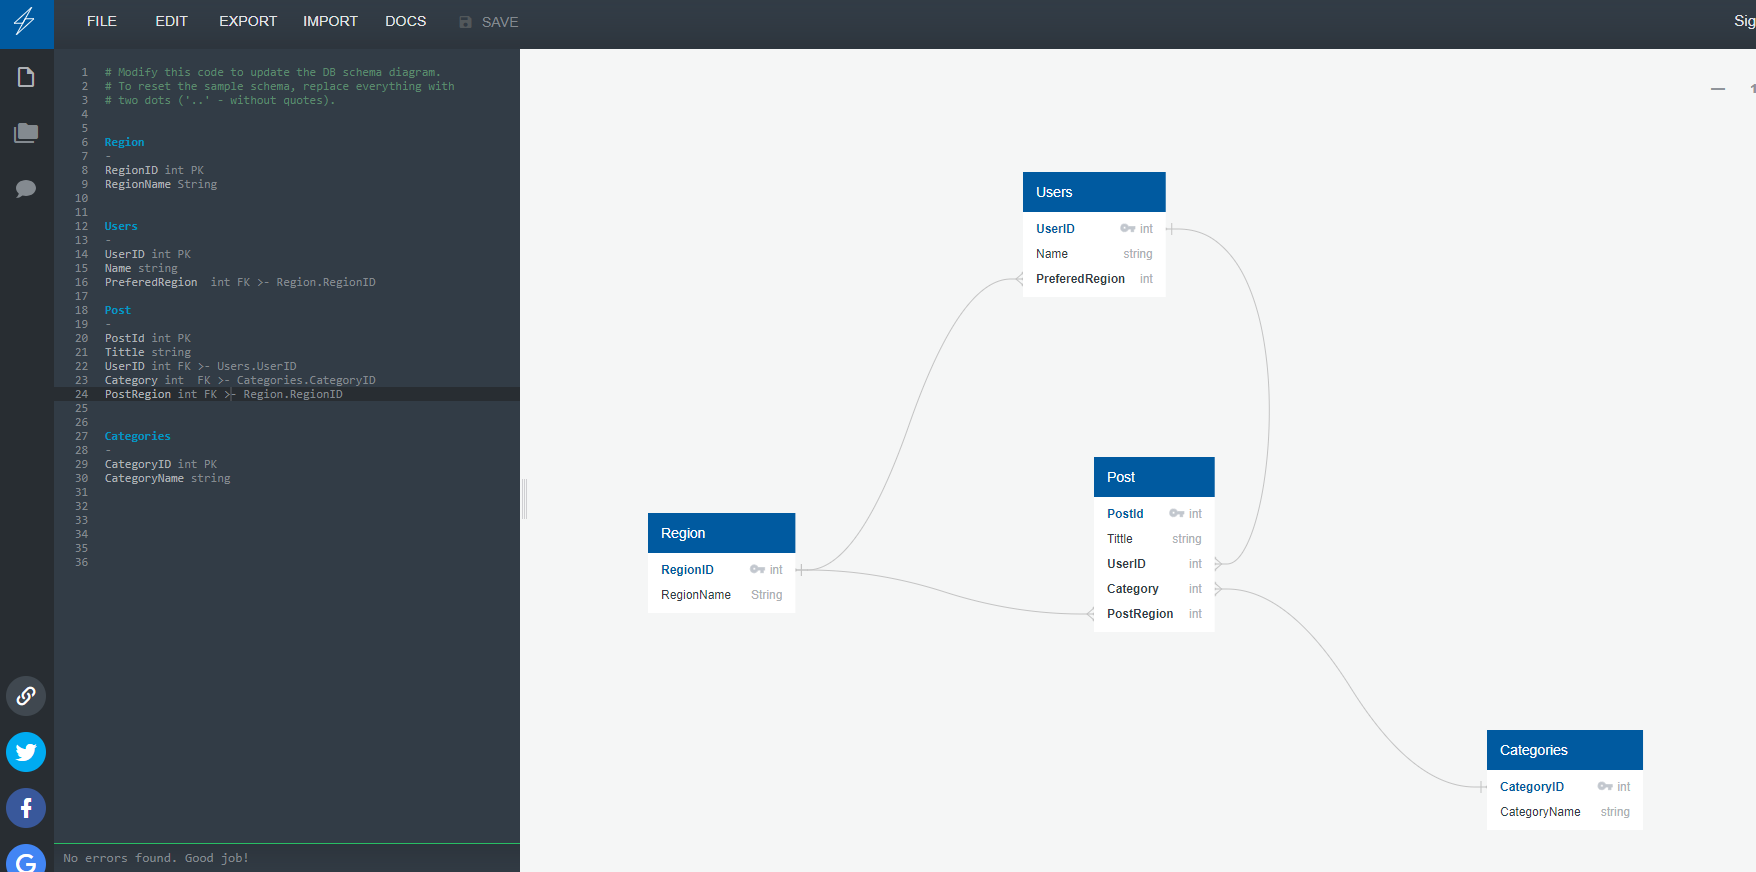 FILE EDIT EXPORT IMPORT DOCS SAVE Sig
1 # Modify this code to update the DB schema diagram.
2 # To reset the sample schema, replace everything with
3 # two dots ('..' - without quotes).
4
5
6 Region
7 -
8 RegionID int PK
9 RegionName String
10
11
12 Users
13 -
14 UserID int PK
15 Name string
16 PreferedRegion  int FK >- Region.RegionID
17
18 Post
19 -
20 PostId int PK
21 Tittle string
22 UserID int FK >- Users.UserID
23 Category int  FK >- Categories.CategoryID
24 PostRegion int FK >- Region.RegionID
25
26
27 Categories
28 -
29 CategoryID int PK
30 CategoryName string
31
32
33
34
35
36
No errors found. Good job!
Users
UserID int
Name string
PreferedRegion int
Post
PostId int
Tittle string
UserID int
Category int
PostRegion int
Region
RegionID int
RegionName String
Categories
CategoryID int
CategoryName string